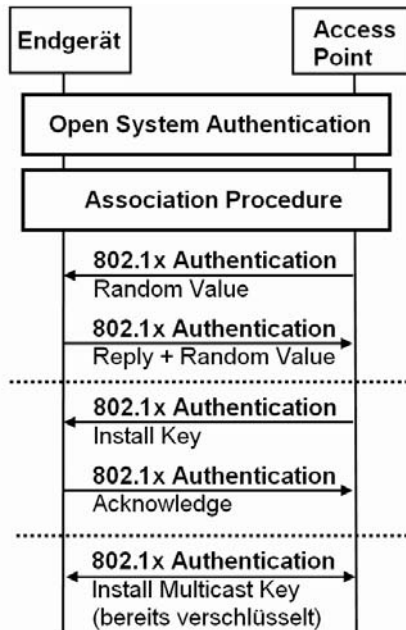 Endgerät
Access
Point
Open System Authentication
Association Procedure
802.1x Authentication
Random Value
802.1x Authentication
Reply + Random Value
802.1x Authentication
Install Key
802.1x Authentication
Acknowledge
802.1x Authentication
Install Multicast Key
(bereits verschlüsselt)